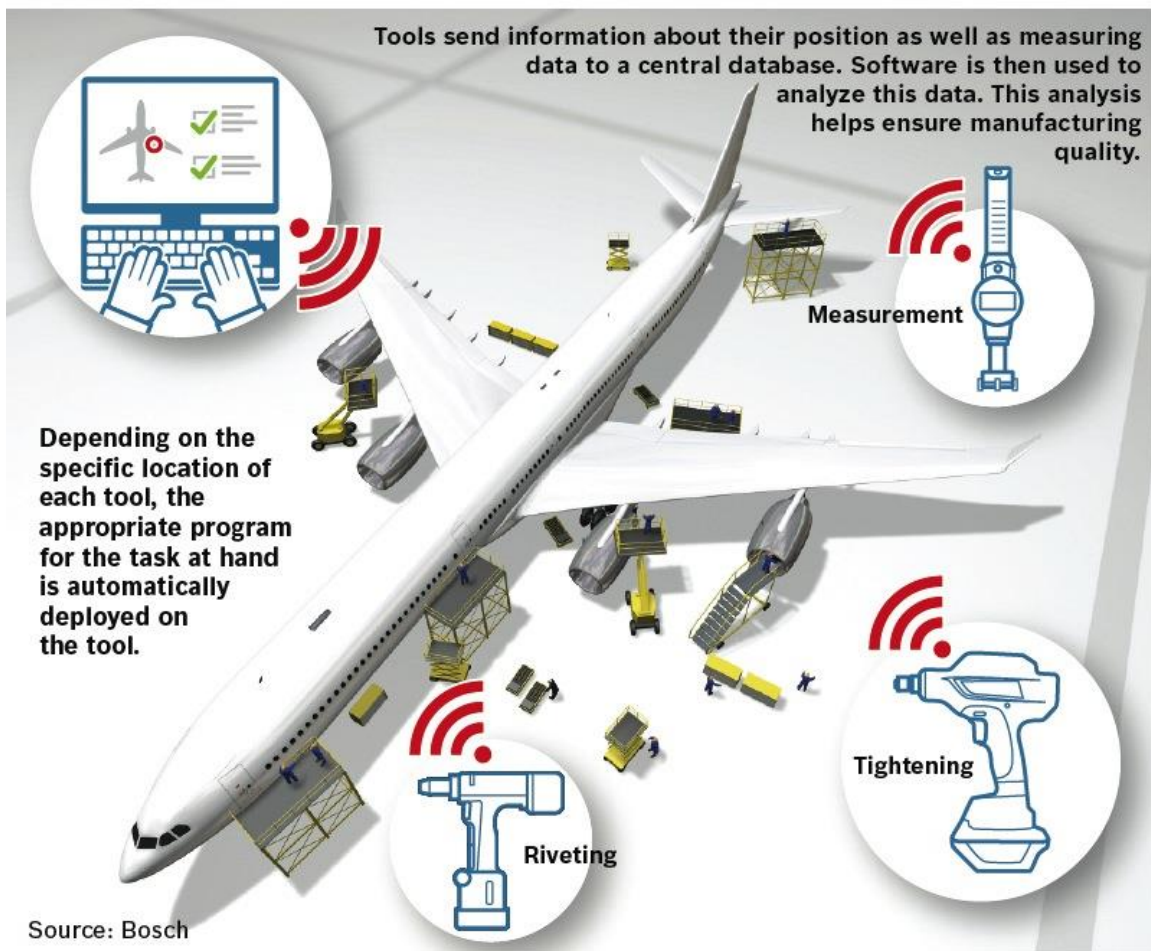 Tools send information about their position as well as measuring
data to a central database. Software is then used to
analyze this data. This analysis
helps ensure manufacturing
quality.
Measurement
Depending on the
specific location of
each tool, the
appropriate program
for the task at hand
is automatically
deployed on
the tool.
Tightening
Riveting
Source: Bosch